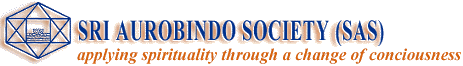 SRI AUROBINDO SOCIETY (SAS)
applying spirituality through a change of conciousness